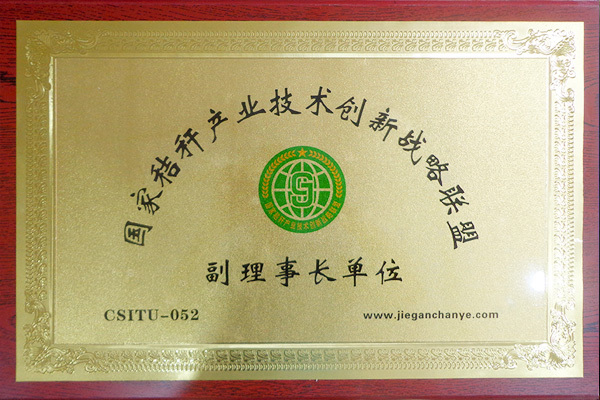 国家秸秆产业技术创新战略联盟
副理事长单位
CSITU-052
www.jieganchanye.com